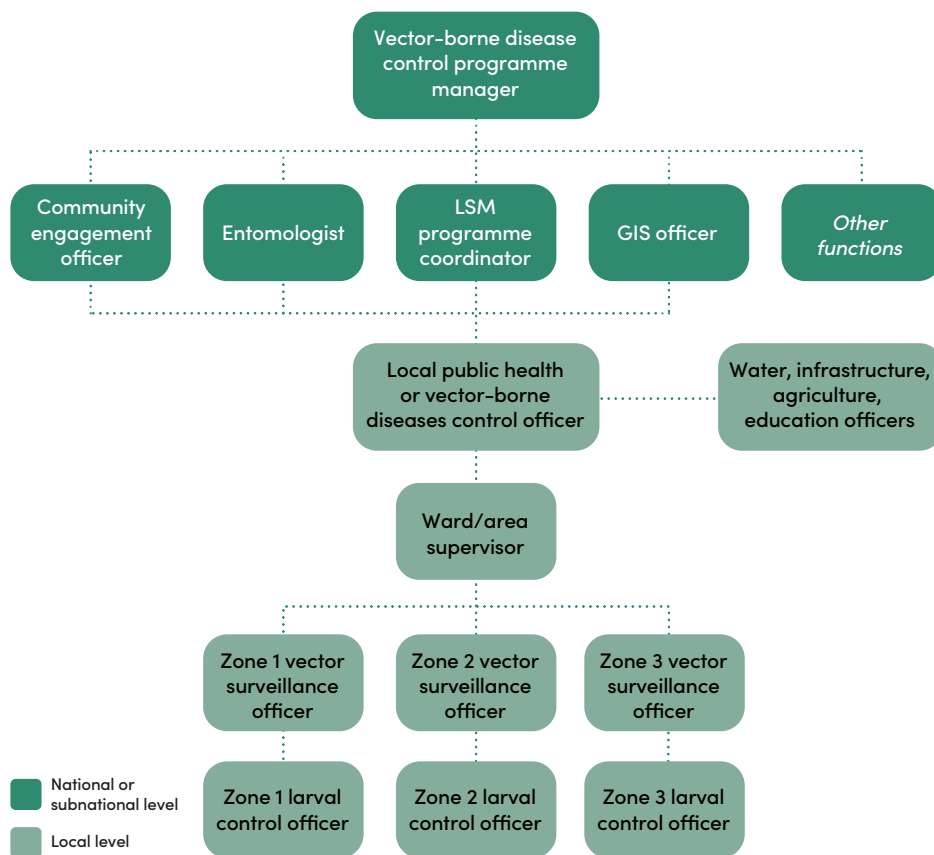 Vector-borne disease
control programme
manager
Community
engagement
officer
Entomologist
LSM
programme
coordinator
GIS officer
Other
functions
Local public health
or vector-borne
diseases control officer
Water, infrastructure,
agriculture,
education officers
Ward/area
supervisor
Zone 1 vector
surveillance
officer
Zone 2 vector
surveillance
officer
Zone 3 vector
surveillance
officer
Zone 1 larval
control officer
Zone 2 larval
control officer
Zone 3 larval
control officer
National or
subnational level
Local level